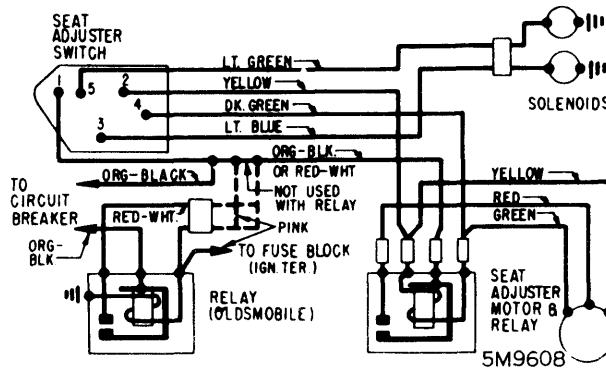 SEAT
ADJUSTER
SWITCH
1
5
2
4
3
LT. GREEN
YELLOW
DK. GREEN
LT. BLUE
SOLENOIDS
ORG-BLK.
OR RED-WHT
NOT USED
WITH RELAY
ORG-BLACK
TO
CIRCUIT
BREAKER
RED-WHT.
ORG-
BLK
PINK
TO FUSE BLOCK
(IGN. TER.)
YELLOW
RED
GREEN
RELAY
(OLDSMOBILE)
SEAT
ADJUSTER
MOTOR &
RELAY
5M9608